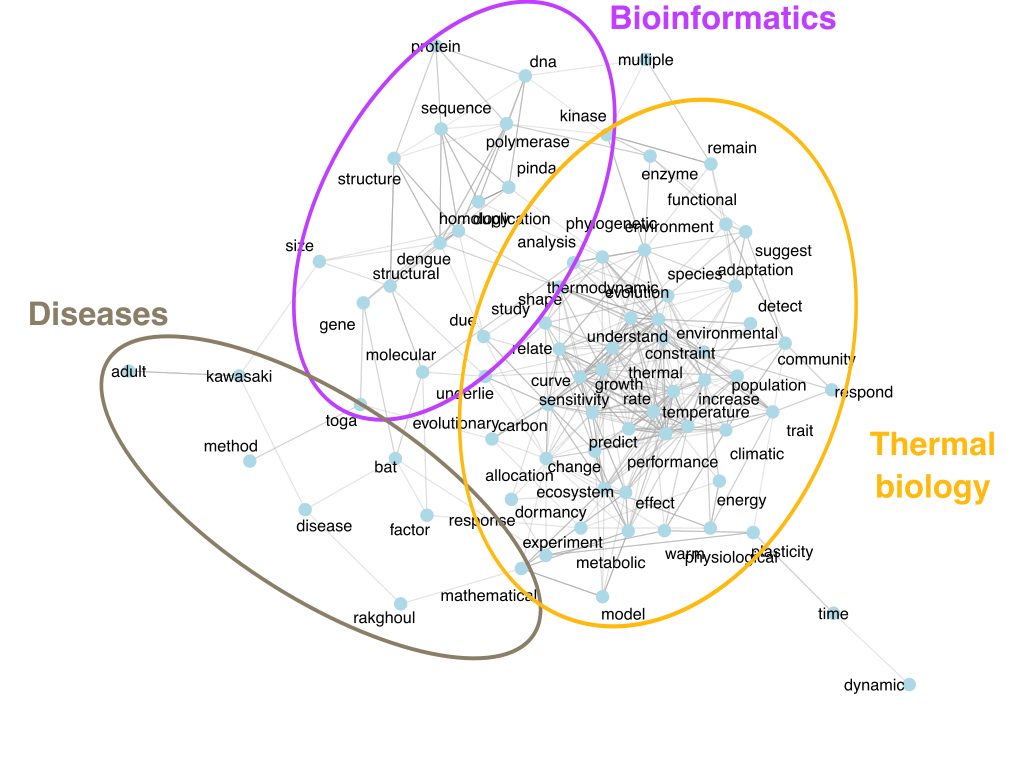 Bioinformatics
protein
dna
multiple
sequence
kinase
polymerase
remain
structure
pinda
enzyme
functional
homology
duplication
phylogenetic
environment
size
analysis
suggest
dengue
structural
species
adaptation
thermodynamic
evolution
shape
study
detect
Diseases
gene
due
understand
environmental
relate
constraint
molecular
community
adult
kawasaki
curve
thermal
growth
population
underlie
sensitivity
rate
increase
respond
temperature
toga
evolutionary
carbon
trait
method
predict
Thermal
biology
climatic
bat
change
performance
allocation
ecosystem
effect
energy
disease
factor
response
dormancy
experiment
warm
physiological
plasticity
metabolic
mathematical
rakghoul
model
time
dynamic